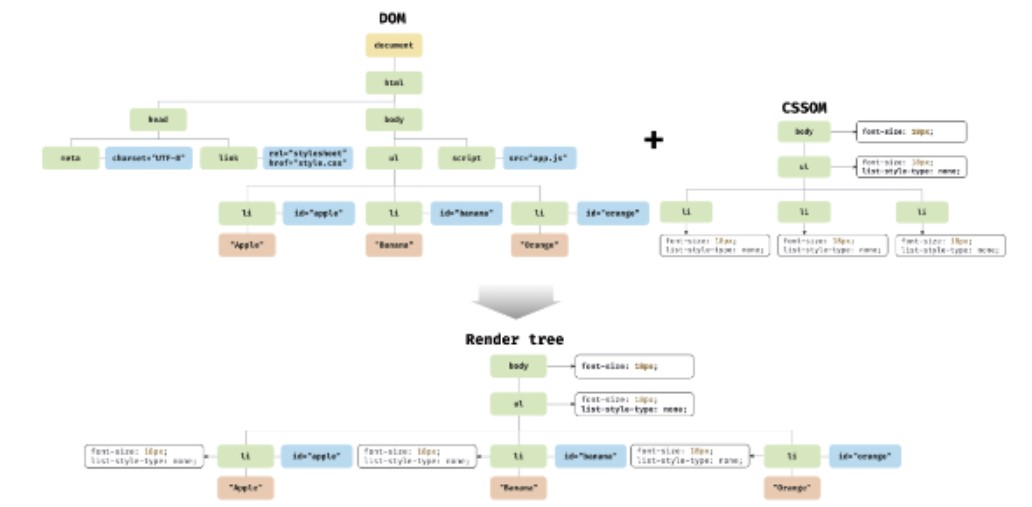 DOM
document
html
head
body
CSSOM
body
font-size: 18px;
meta
charset="UTF-8"
link
rel="stylesheet"
href="style.css"
ul
script
src="app.js"
ul
font-size: 18px;
list-style-type: none;
li
id="apple"
li
id="banana"
li
id="orange"
li
li
li
"Apple"
"Banana"
"Orange"
font-size: 18px;
list-style-type: none;
font-size: 18px;
list-style-type: none;
font-size: 18px;
list-style-type: none;
+
Render tree
body
font-size: 18px;
ul
font-size: 18px;
list-style-type: none;
font-size: 18px;
list-style-type: none;
li
id="apple"
font-size: 18px;
list-style-type: none;
li
id="banana"
font-size: 18px;
list-style-type: none;
li
id="orange"
"Apple"
"Banana"
"Orange"